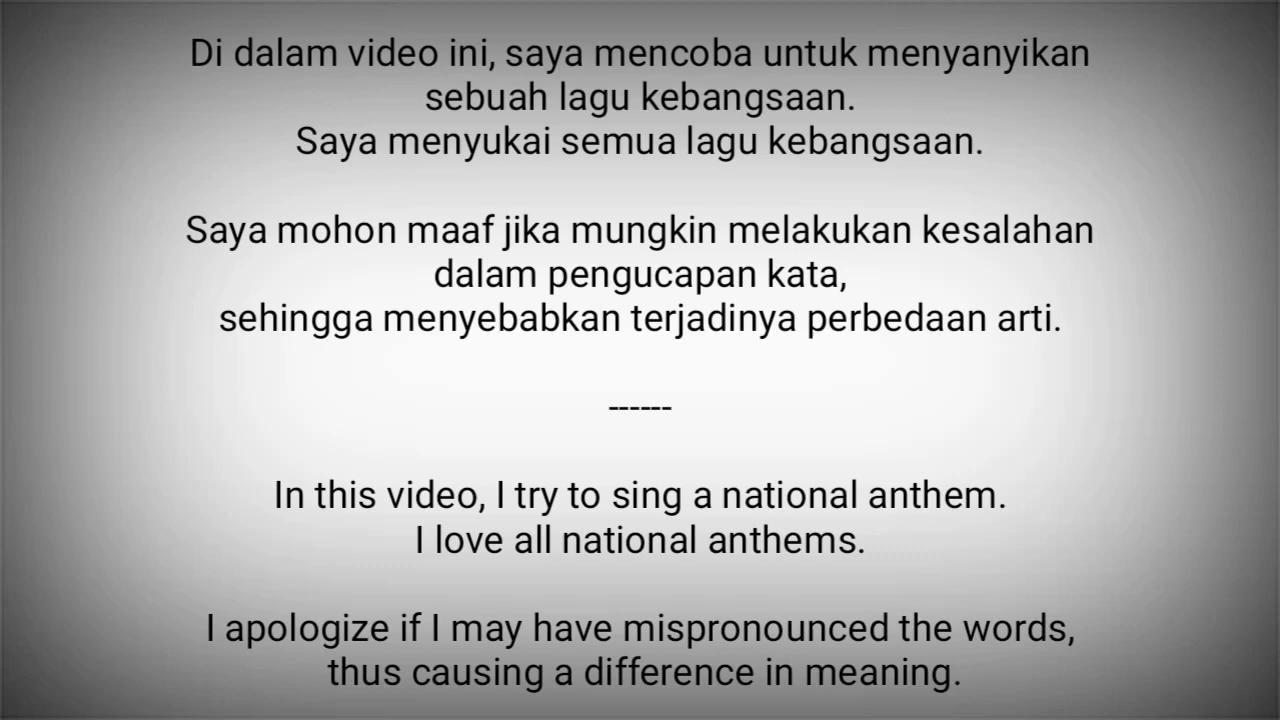 Di dalam video ini, saya mencoba untuk menyanyikan
sebuah lagu kebangsaan.
Saya menyukai semua lagu kebangsaan.
Saya mohon maaf jika mungkin melakukan kesalahan
dalam pengucapan kata,
sehingga menyebabkan terjadinya perbedaan arti.
------
In this video, I try to sing a national anthem.
I love all national anthems.
I apologize if I may have mispronounced the words,
thus causing a difference in meaning.